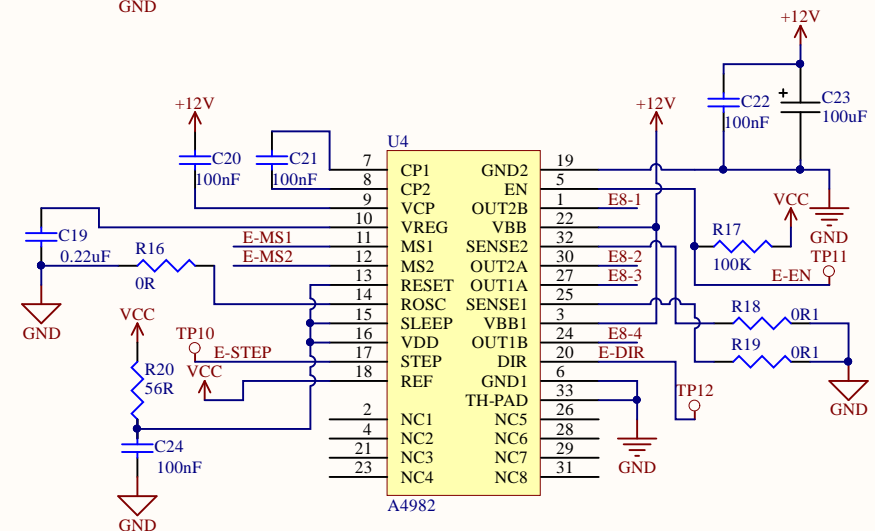 GND
+12V
+12V
+12V
C22
100nF
+
C23
100uF
U4
C20
100nF
C21
100nF
7 CP1 GND2 19
8 CP2 EN 5
9 VCP OUT2B 1 E8-1
10 VREG VBB 22
E-MS1 11 MS1 SENSE2 32
E-MS2 12 MS2 OUT2A 30 E8-2
13 RESET OUT1A 27 E8-3
14 ROSC SENSE1 25
15 SLEEP VBB1 3
16 VDD OUT1B 24 E8-4
E-STEP 17 STEP DIR 20 E-DIR
18 REF GND1 6
TH-PAD 33
2 NC1 NC5 26
4 NC2 NC6 28
21 NC3 NC7 29
23 NC4 NC8 31
A4982
C19
0.22uF
R16
0R
GND
VCC
TP10
VCC
R20
56R
C24
100nF
GND
VCC
R17
100K
GND
TP11
E-EN
R18 0R1
R19 0R1
GND
TP12
GND